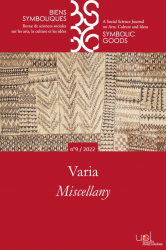 BIENS
SYMBOLIQUES
Revue de sciences sociales
sur les arts, la culture et les idées
A Social Science Journal
on Arts, Culture and Ideas
SYMBOLIC
GOODS
n°9 / 2022
Varia
Miscellany